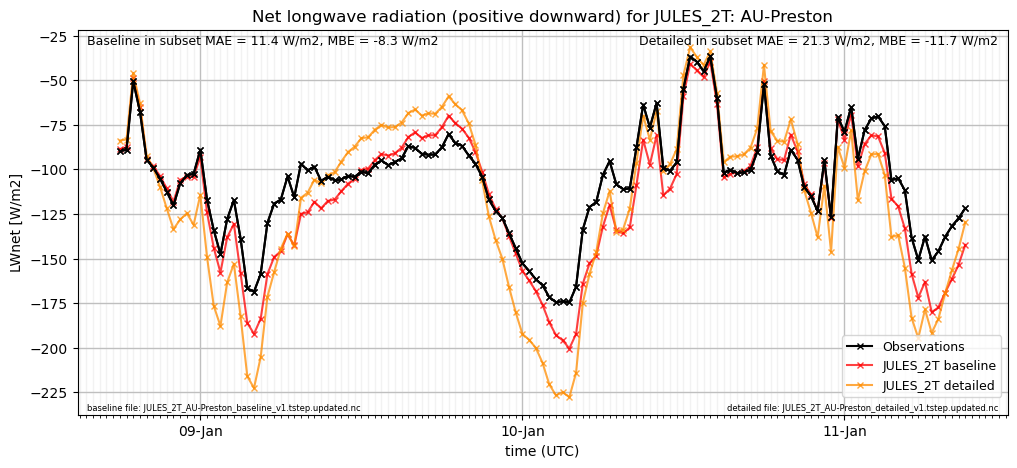 Net longwave radiation (positive downward) for JULES_2T: AU-Preston
Baseline in subset MAE = 11.4 W/m2, MBE = -8.3 W/m2
Detailed in subset MAE = 21.3 W/m2, MBE = -11.7 W/m2
−25
−50
−75
−100
−125
−150
−175
−200
−225
LWnet [W/m2]
Observations
JULES_2T baseline
JULES_2T detailed
baseline file: JULES_2T_AU-Preston_baseline_v1.tstep.updated.nc
detailed file: JULES_2T_AU-Preston_detailed_v1.tstep.updated.nc
09-Jan
10-Jan
11-Jan
time (UTC)